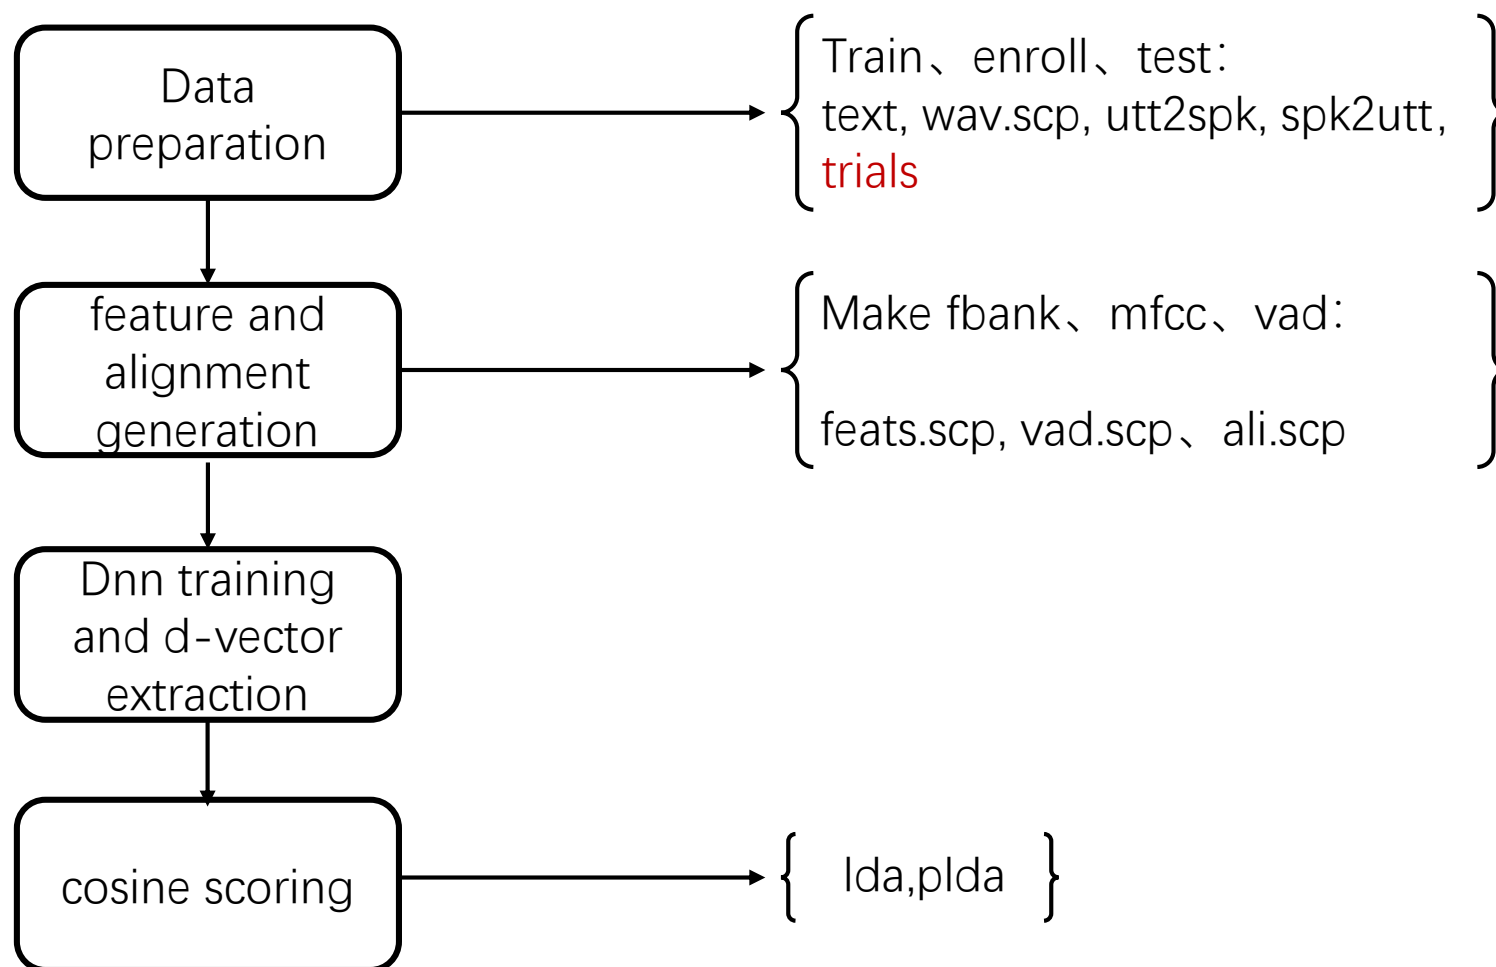 Data
preparation
Train、enroll、test：
text, wav.scp, utt2spk, spk2utt,
trials
feature and
alignment
generation
Make fbank、mfcc、vad：
feats.scp, vad.scp、ali.scp
Dnn training
and d-vector
extraction
cosine scoring
lda,plda